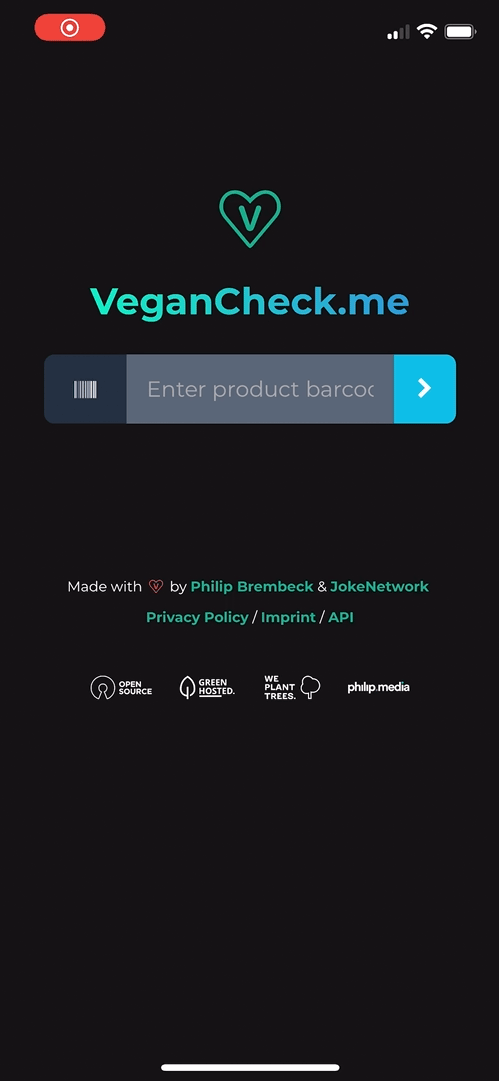 V
VeganCheck.me
Enter product barcoc
Made with by Philip Brembeck & JokeNetwork
Privacy Policy / Imprint / API
OPEN
SOURCE
GREEN
HOSTED.
WE
PLANT
TREES.
philip.media